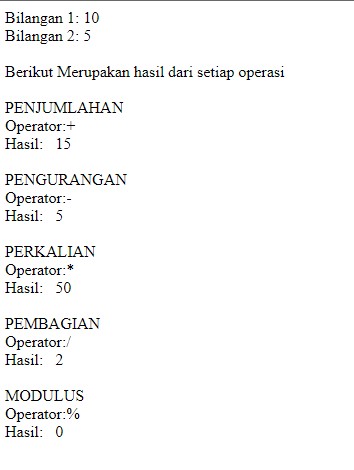 Bilangan 1: 10
Bilangan 2: 5
Berikut Merupakan hasil dari setiap operasi
PENJUMLAHAN
Operator:+
Hasil: 15
PENGURANGAN
Operator:-
Hasil: 5
PERKALIAN
Operator:*
Hasil: 50
PEMBAGIAN
Operator:/
Hasil: 2
MODULUS
Operator:%
Hasil: 0